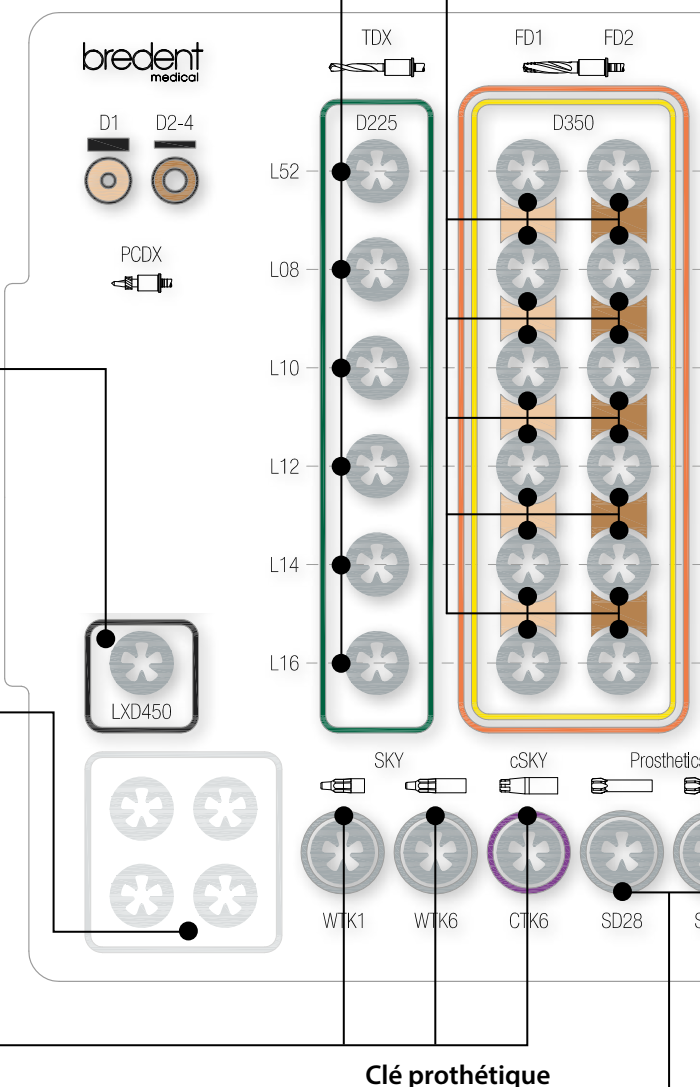 bredent
medical
D1 D2-4
PCDX
TDX
FD1 FD2
D225
D350
L52
L08
L10
L12
L14
L16
LXD450
SKY
cSKY
Prosthetic
WTK1
WTK6
CTK6
SD28
S
Clé prothétique